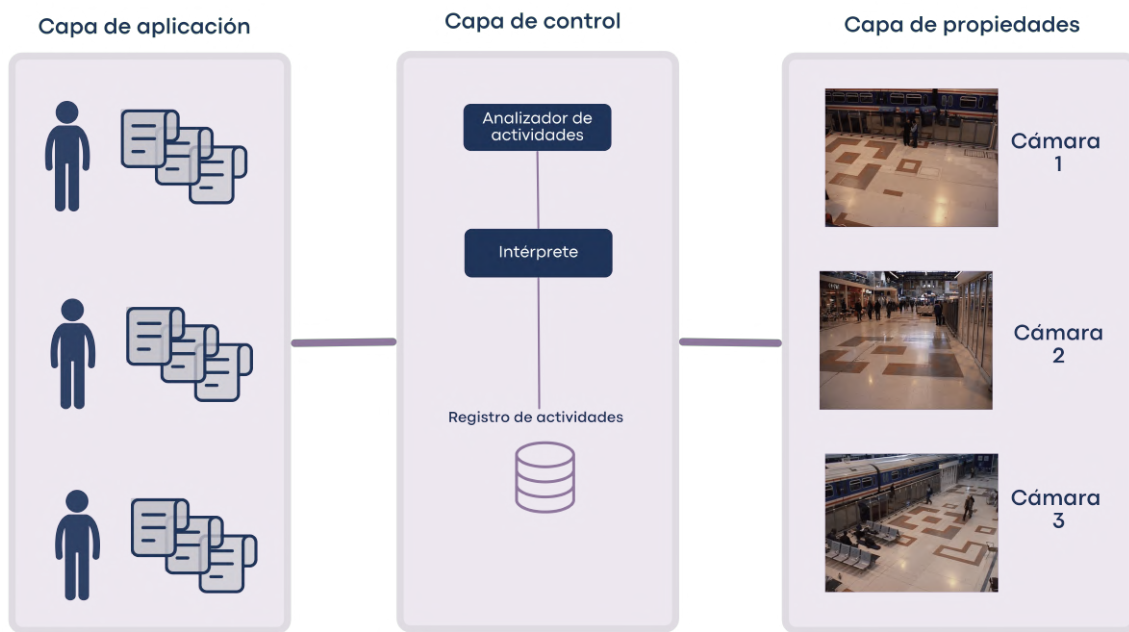 Capa de aplicación
Capa de control
Capa de propiedades
Analizador de
actividades
Intérprete
Registro de actividades
Cámara
1
Cámara
2
Cámara
3